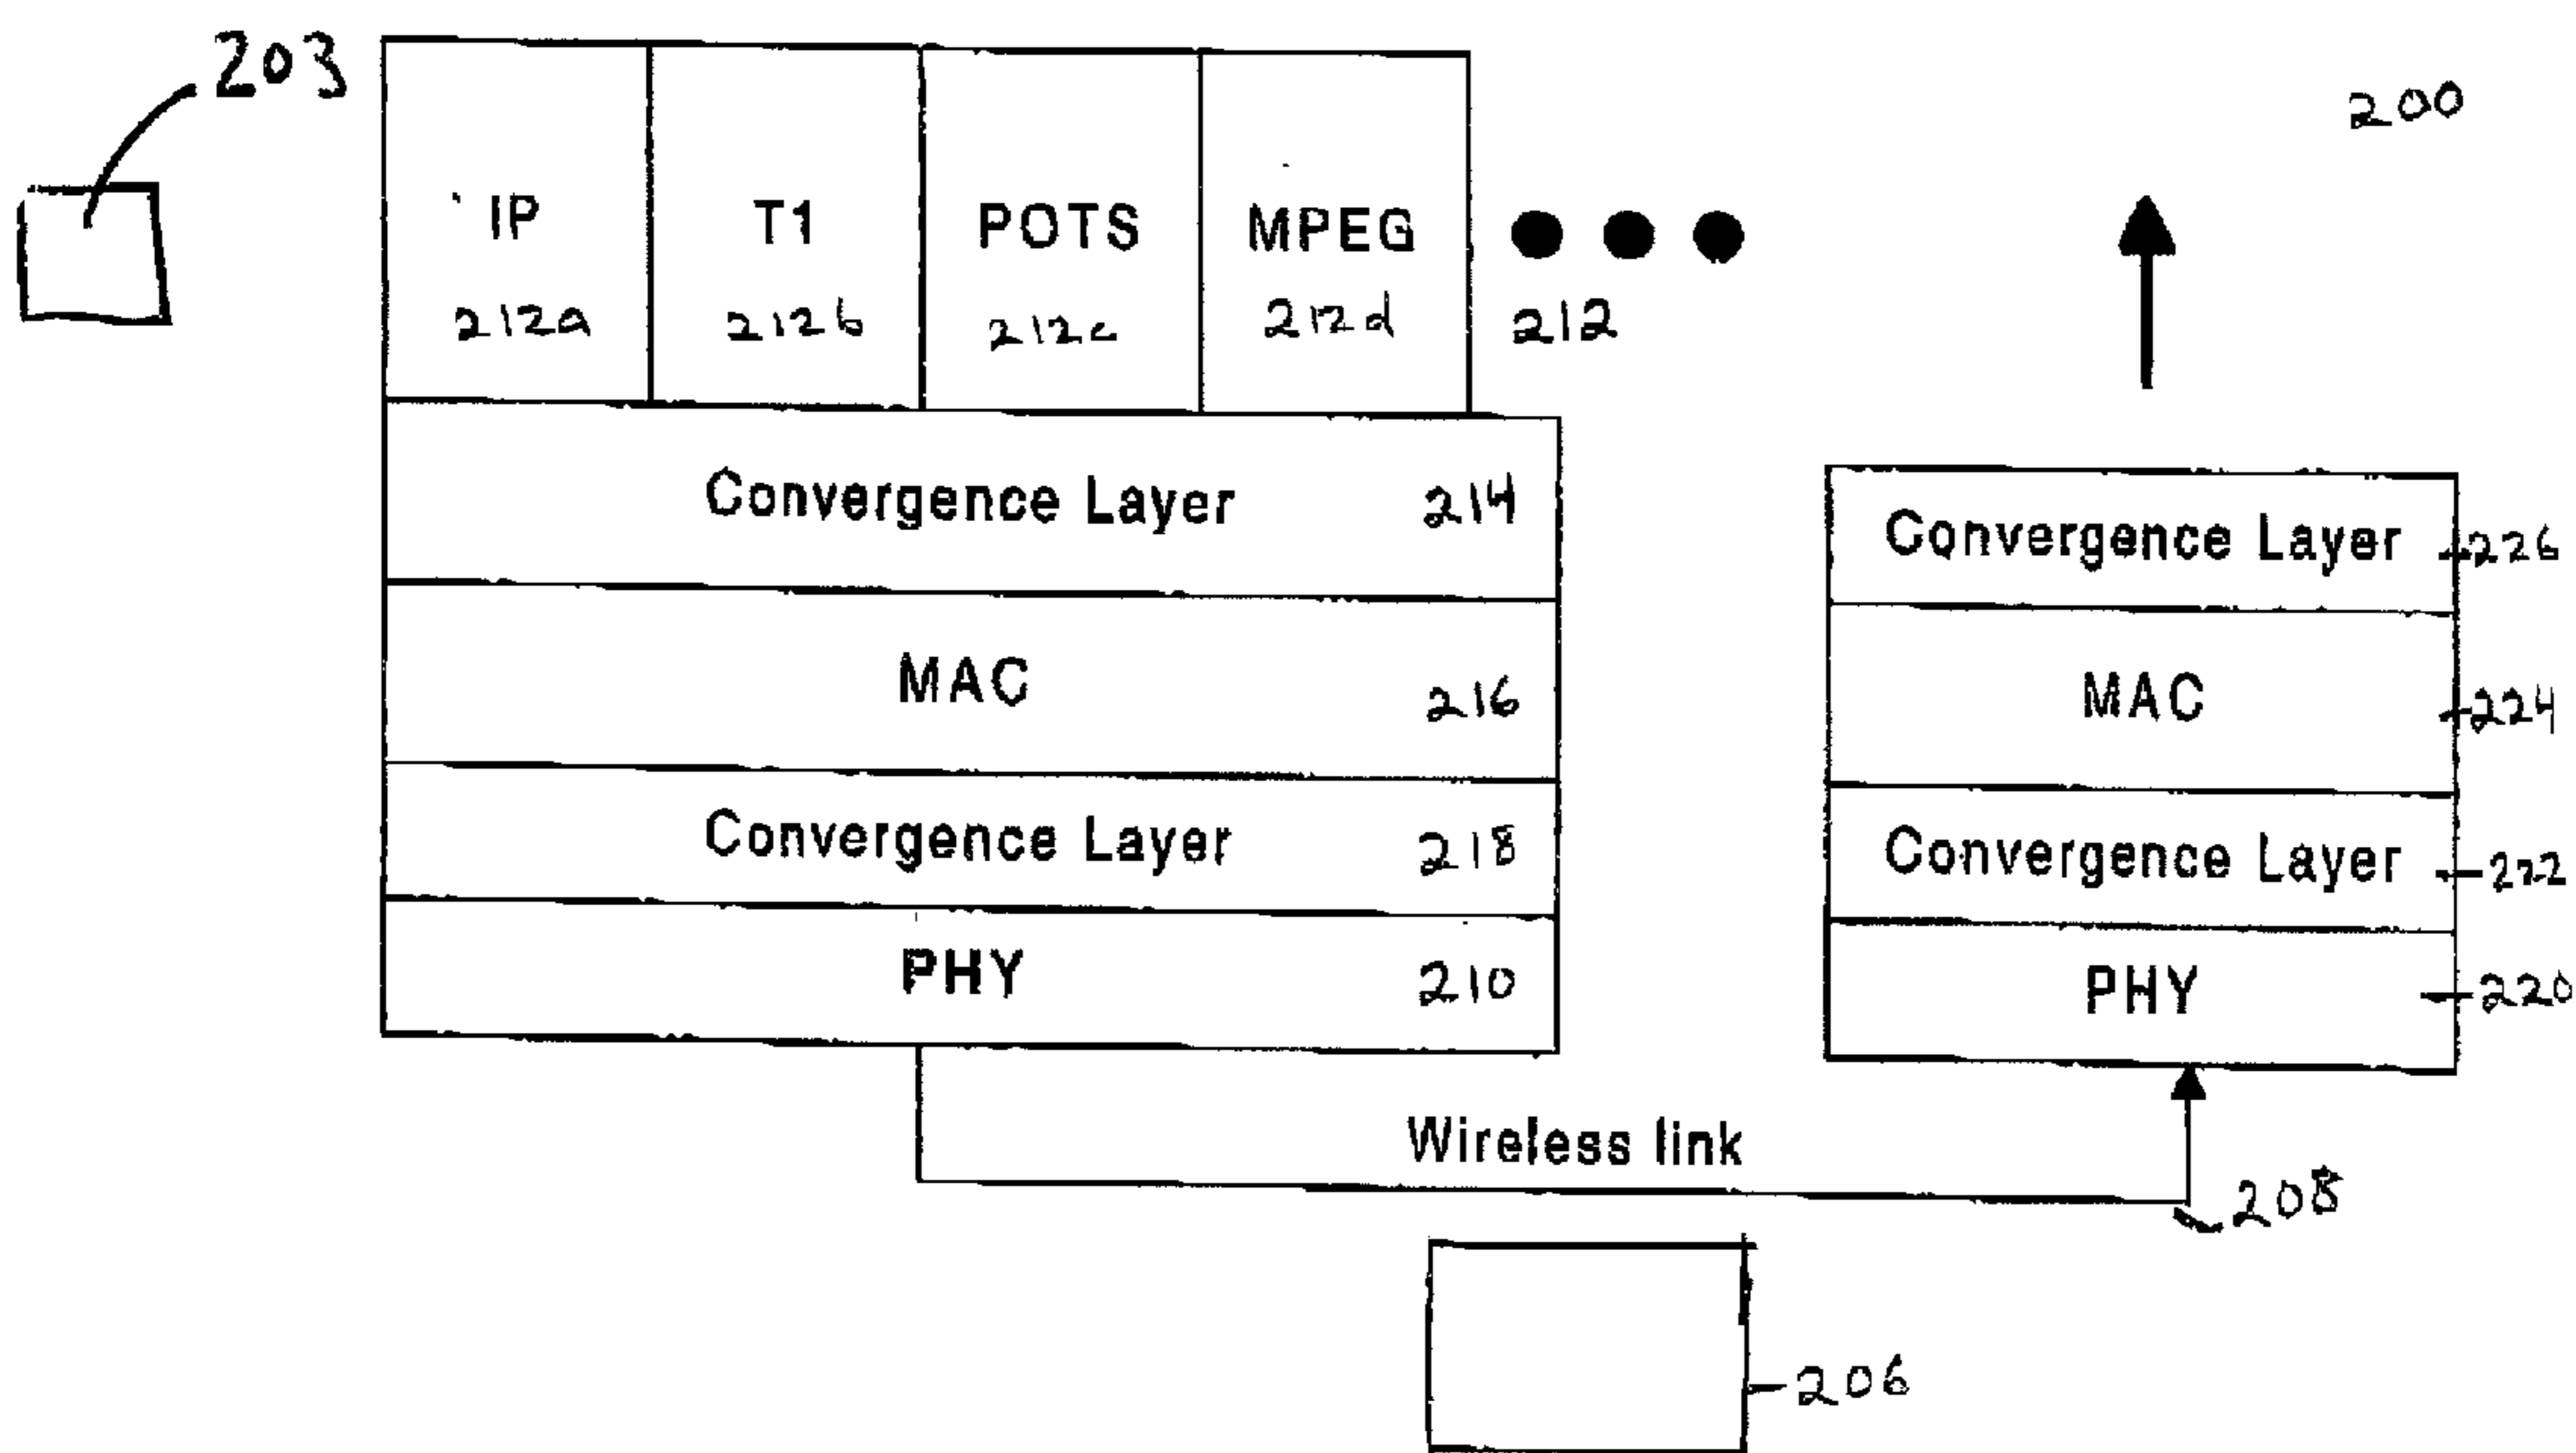 203
200
IP T1 POTS MPEG
212a 212b 212c 212d 212
Convergence Layer 214
Convergence Layer 226
MAC 216
MAC 224
Convergence Layer 218
Convergence Layer 222
PHY 210
PHY 220
Wireless link
208
206